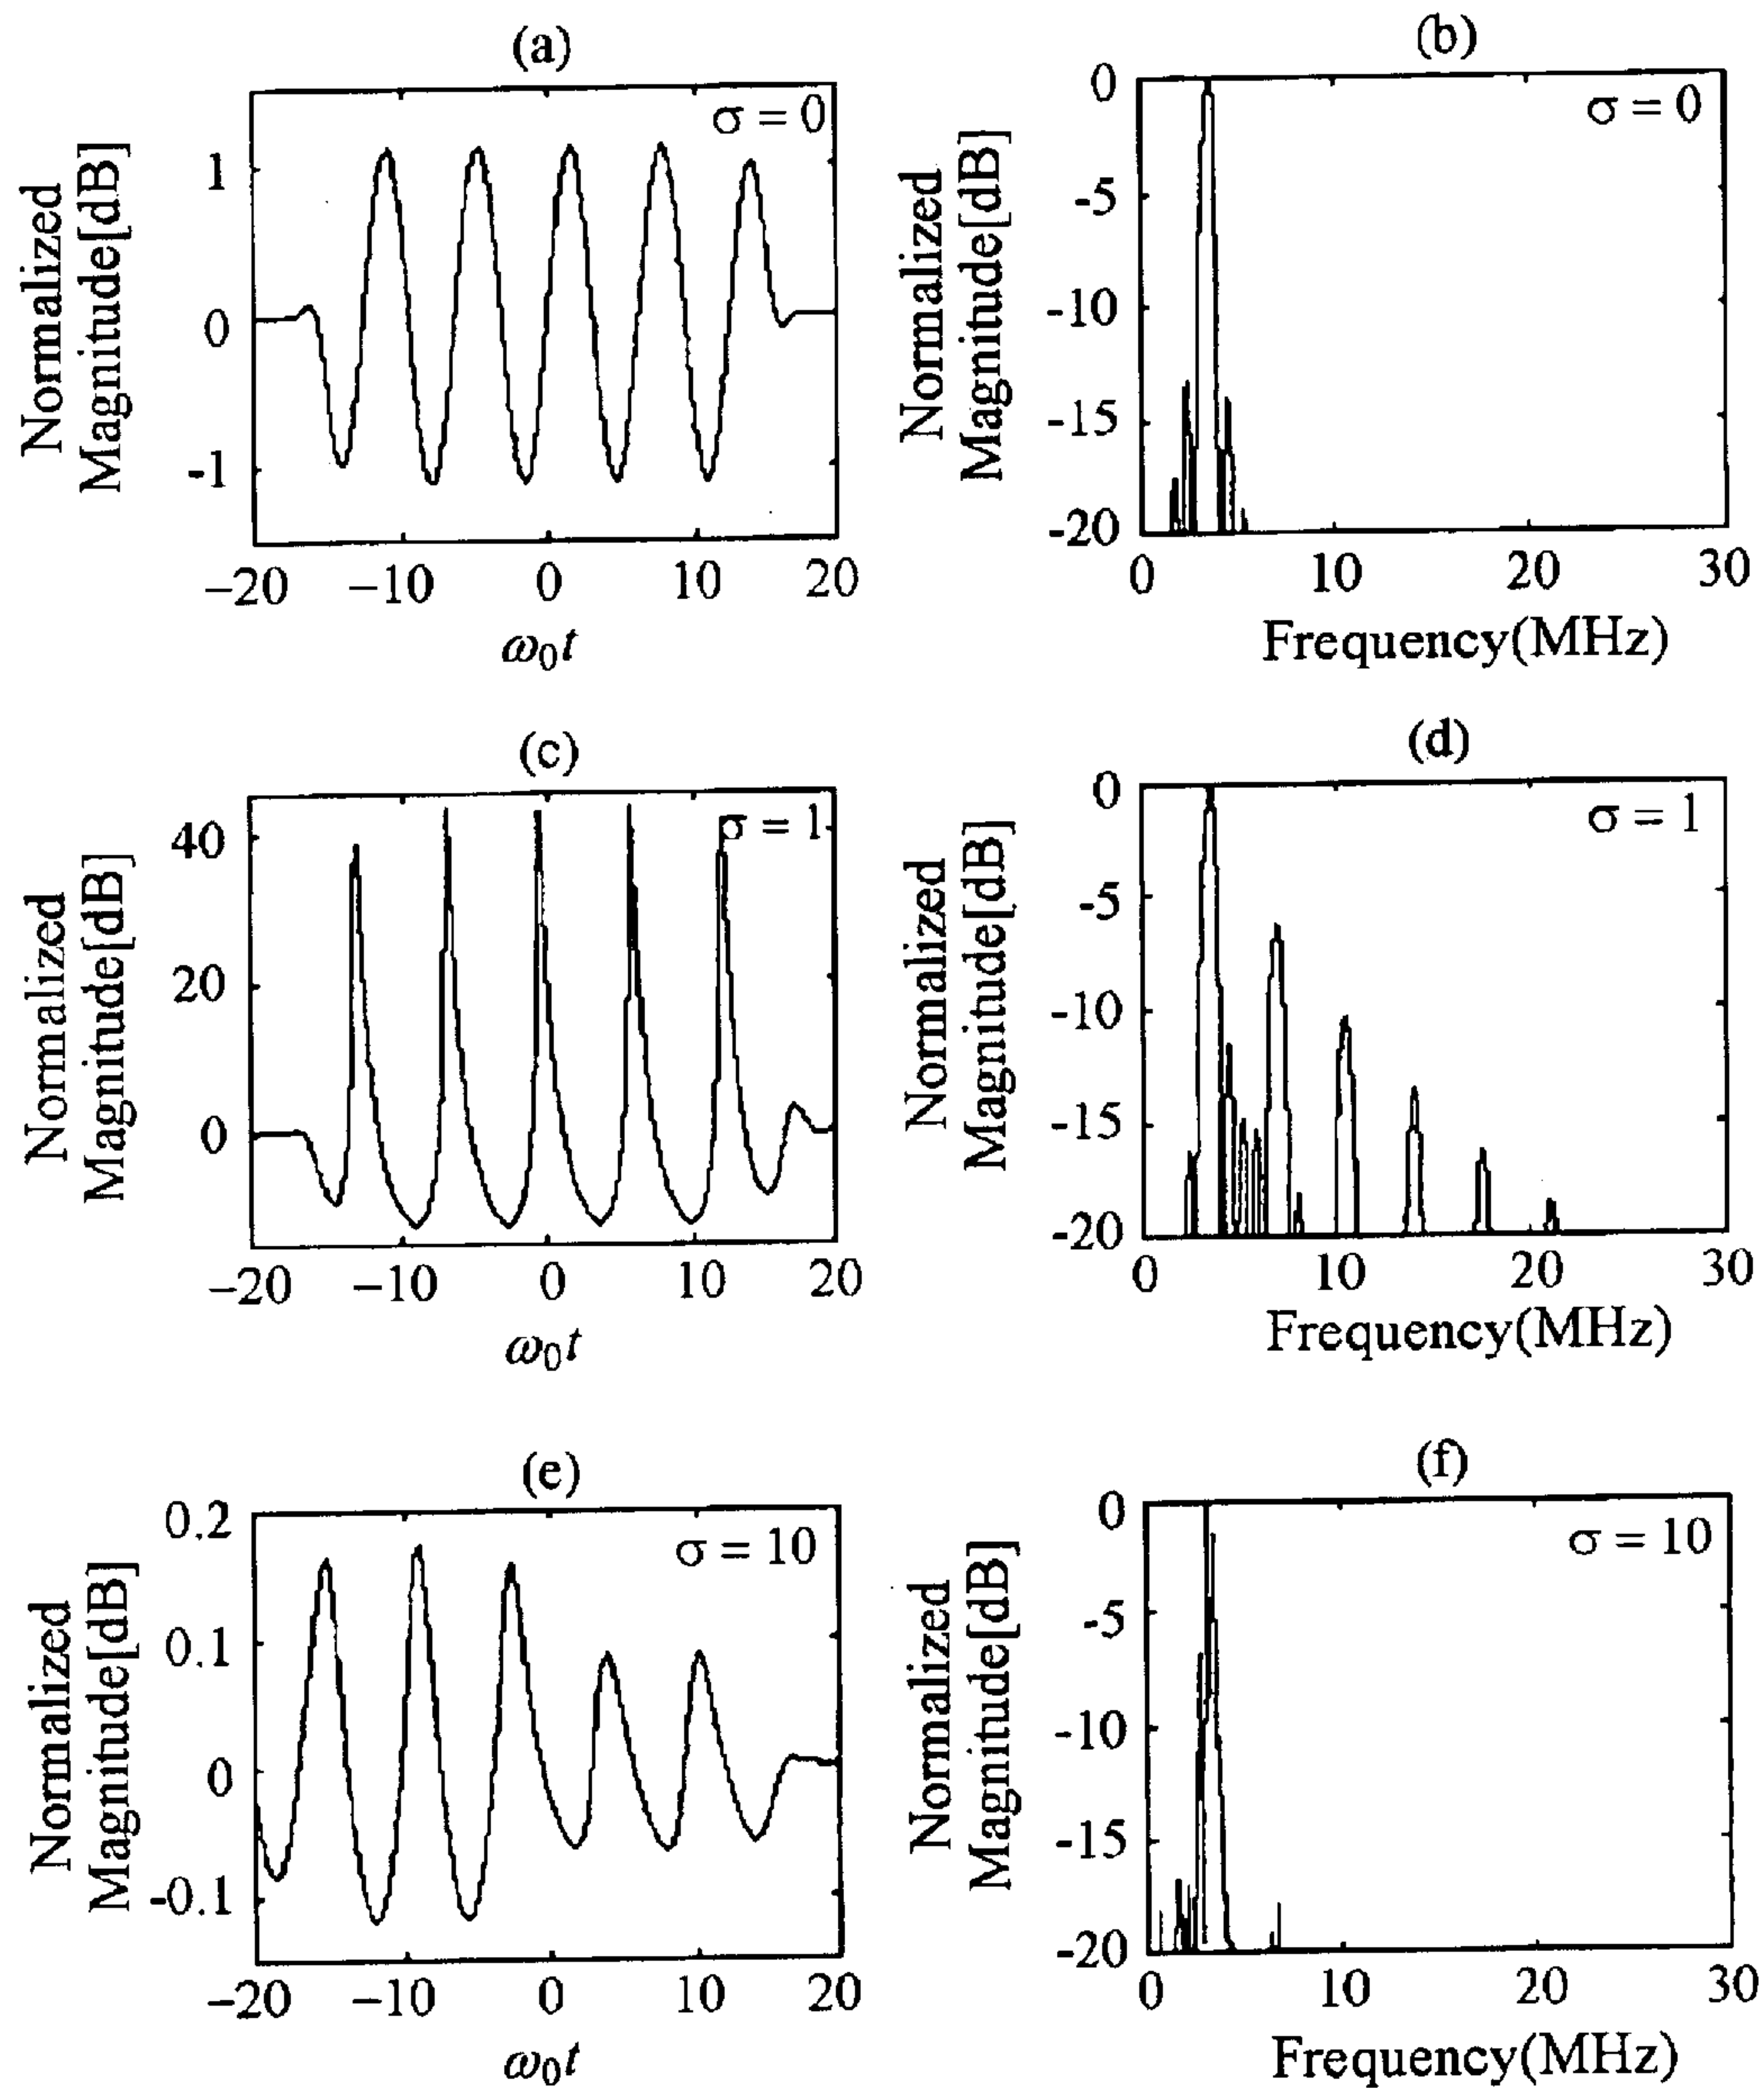 (a)
σ = 0
Normalized
Magnitude[dB]
1
0
-1
−20 −10 0 10 20
ω₀t
(b)
σ = 0
Normalized
Magnitude[dB]
0
-5
-10
-15
-20
0 10 20 30
Frequency(MHz)
(c)
σ = 1
Normalized
Magnitude[dB]
40
20
0
−20 −10 0 10 20
ω₀t
(d)
σ = 1
Normalized
Magnitude[dB]
0
-5
-10
-15
-20
0 10 20 30
Frequency(MHz)
(e)
σ = 10
Normalized
Magnitude[dB]
0.2
0.1
0
-0.1
−20 −10 0 10 20
ω₀t
(f)
σ = 10
Normalized
Magnitude[dB]
0
-5
-10
-15
-20
0 10 20 30
Frequency(MHz)